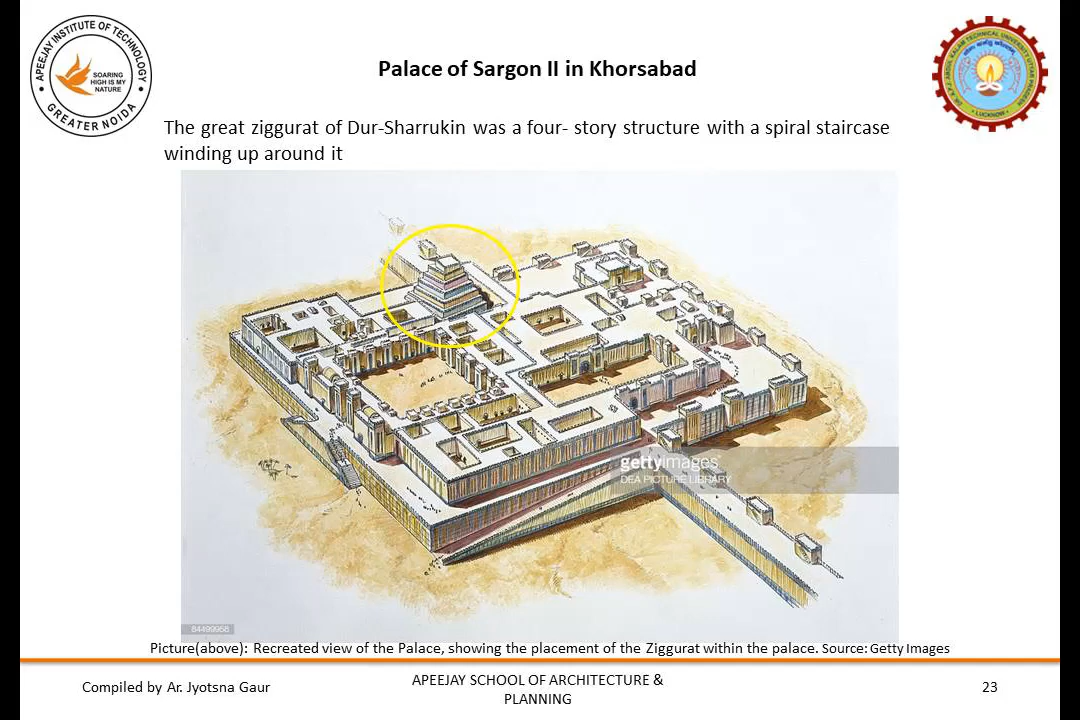 APEEJAY INSTITUTE OF TECHNOLOGY
SOARING
HIGH IS MY
NATURE
GREATER NOIDA
Palace of Sargon II in Khorsabad
LUCKNOW
The great ziggurat of Dur-Sharrukin was a four- story structure with a spiral staircase
winding up around it
gettyimages
DEA PICTURE LIBRARY
84499958
Picture(above): Recreated view of the Palace, showing the placement of the Ziggurat within the palace. Source: Getty Images
Compiled by Ar. Jyotsna Gaur
APEEJAY SCHOOL OF ARCHITECTURE &
PLANNING
23